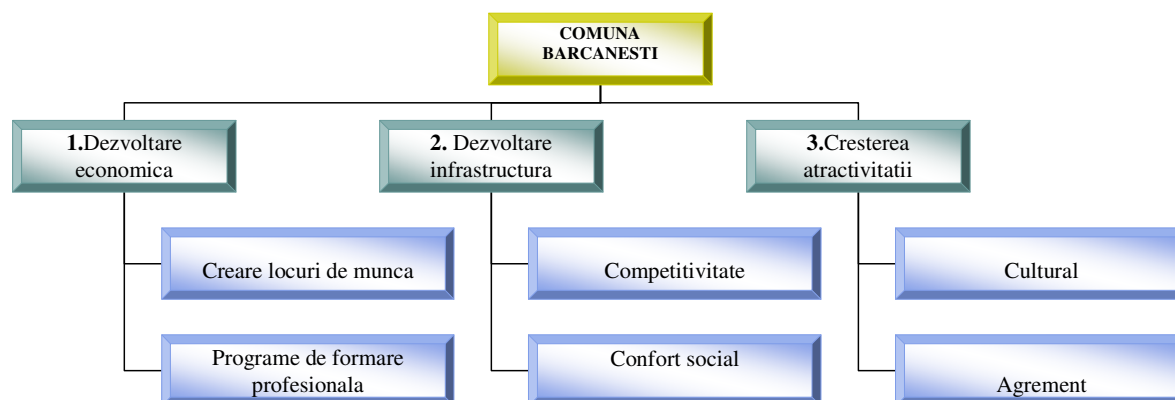 COMUNA
BARCANESTI
1.Dezvoltare
economica
2. Dezvoltare
infrastructura
3.Cresterea
atractivitatii
Creare locuri de munca
Competitivitate
Cultural
Programe de formare
profesionala
Confort social
Agrement